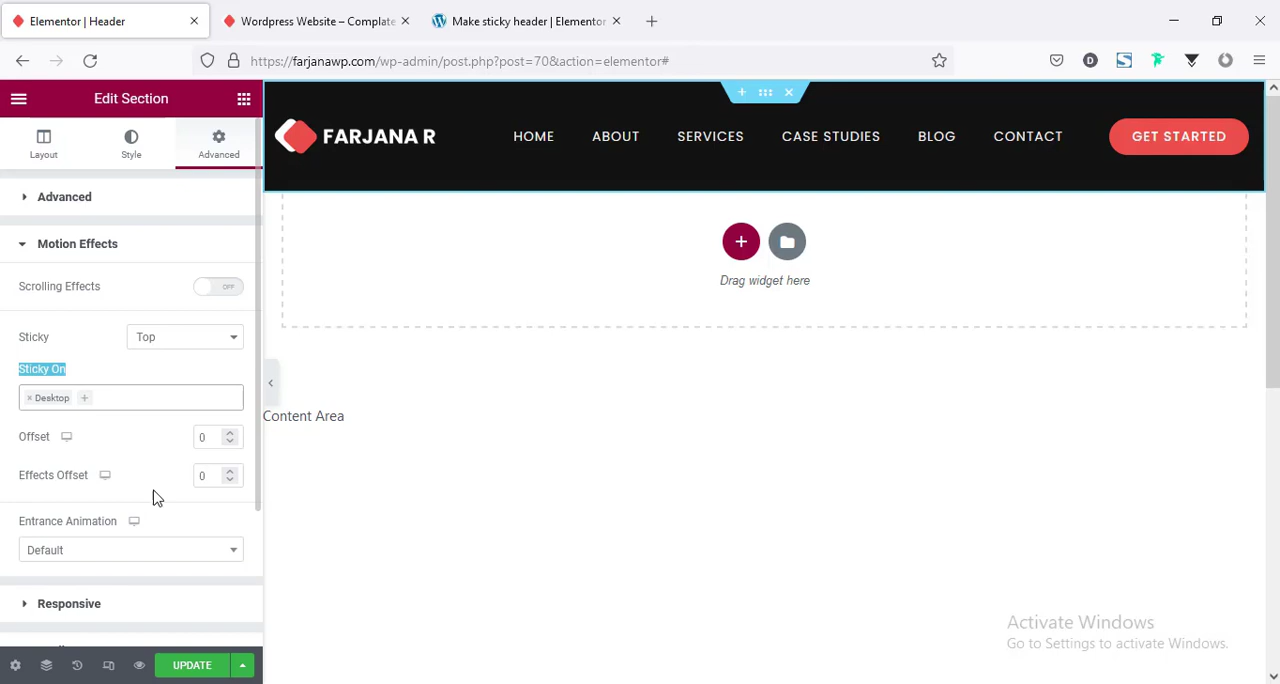 Elementor | Header
Wordpress Website – Complate
Make sticky header | Elementor
https://farjanawp.com/wp-admin/pvst.php?post=70&action=elementor#
Edit Section
Layout
Style
Advanced
Advanced
Motion Effects
Scrolling Effects
OFF
Sticky
Top
Sticky On
× Desktop +
Offset
0
Effects Offset
0
Entrance Animation
Default
Responsive
UPDATE
FARJANA R
HOME
ABOUT
SERVICES
CASE STUDIES
BLOG
CONTACT
GET STARTED
Drag widget here
Content Area
Activate Windows
Go to Settings to activate Windows.